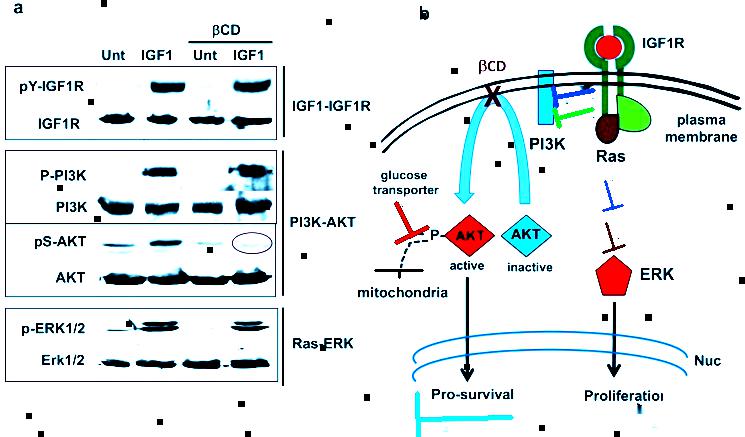 a
βCD
Unt IGF1 Unt IGF1
pY-IGF1R
IGF1R
IGF1-IGF1R
P-PI3K
PI3K
PI3K-AKT
pS-AKT
AKT
p-ERK1/2
Erk1/2
Ras-ERK
b
IGF1R
βCD
plasma
membrane
PI3K
Ras
glucose
transporter
P
AKT
AKT
active
inactive
ERK
mitochondria
Nuc
Pro-survival
Proliferation